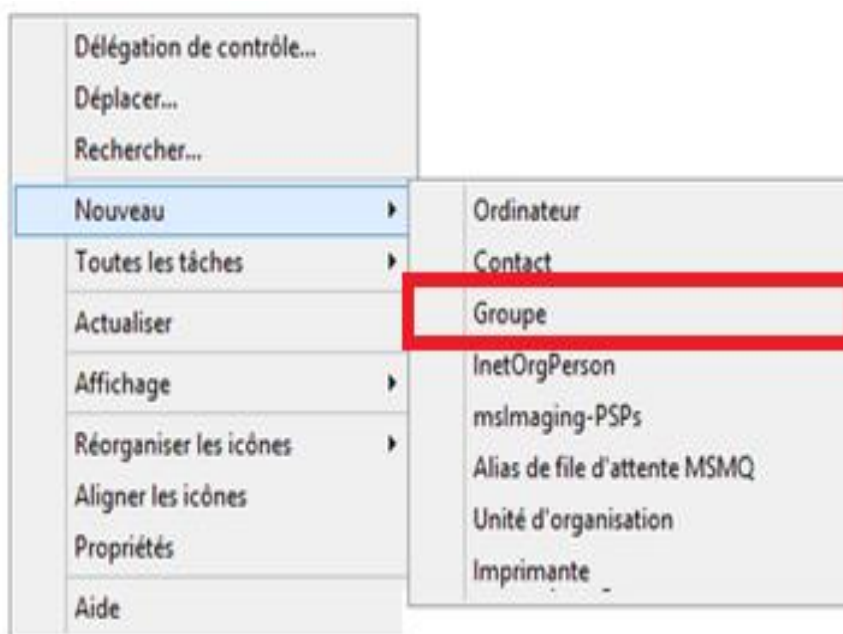 Délégation de contrôle...
Déplacer...
Rechercher...
Nouveau
Toutes les tâches
Actualiser
Affichage
Réorganiser les icônes
Aligner les icônes
Propriétés
Aide
Ordinateur
Contact
Groupe
InetOrgPerson
msImaging-PSPs
Alias de file d'attente MSMQ
Unité d'organisation
Imprimante